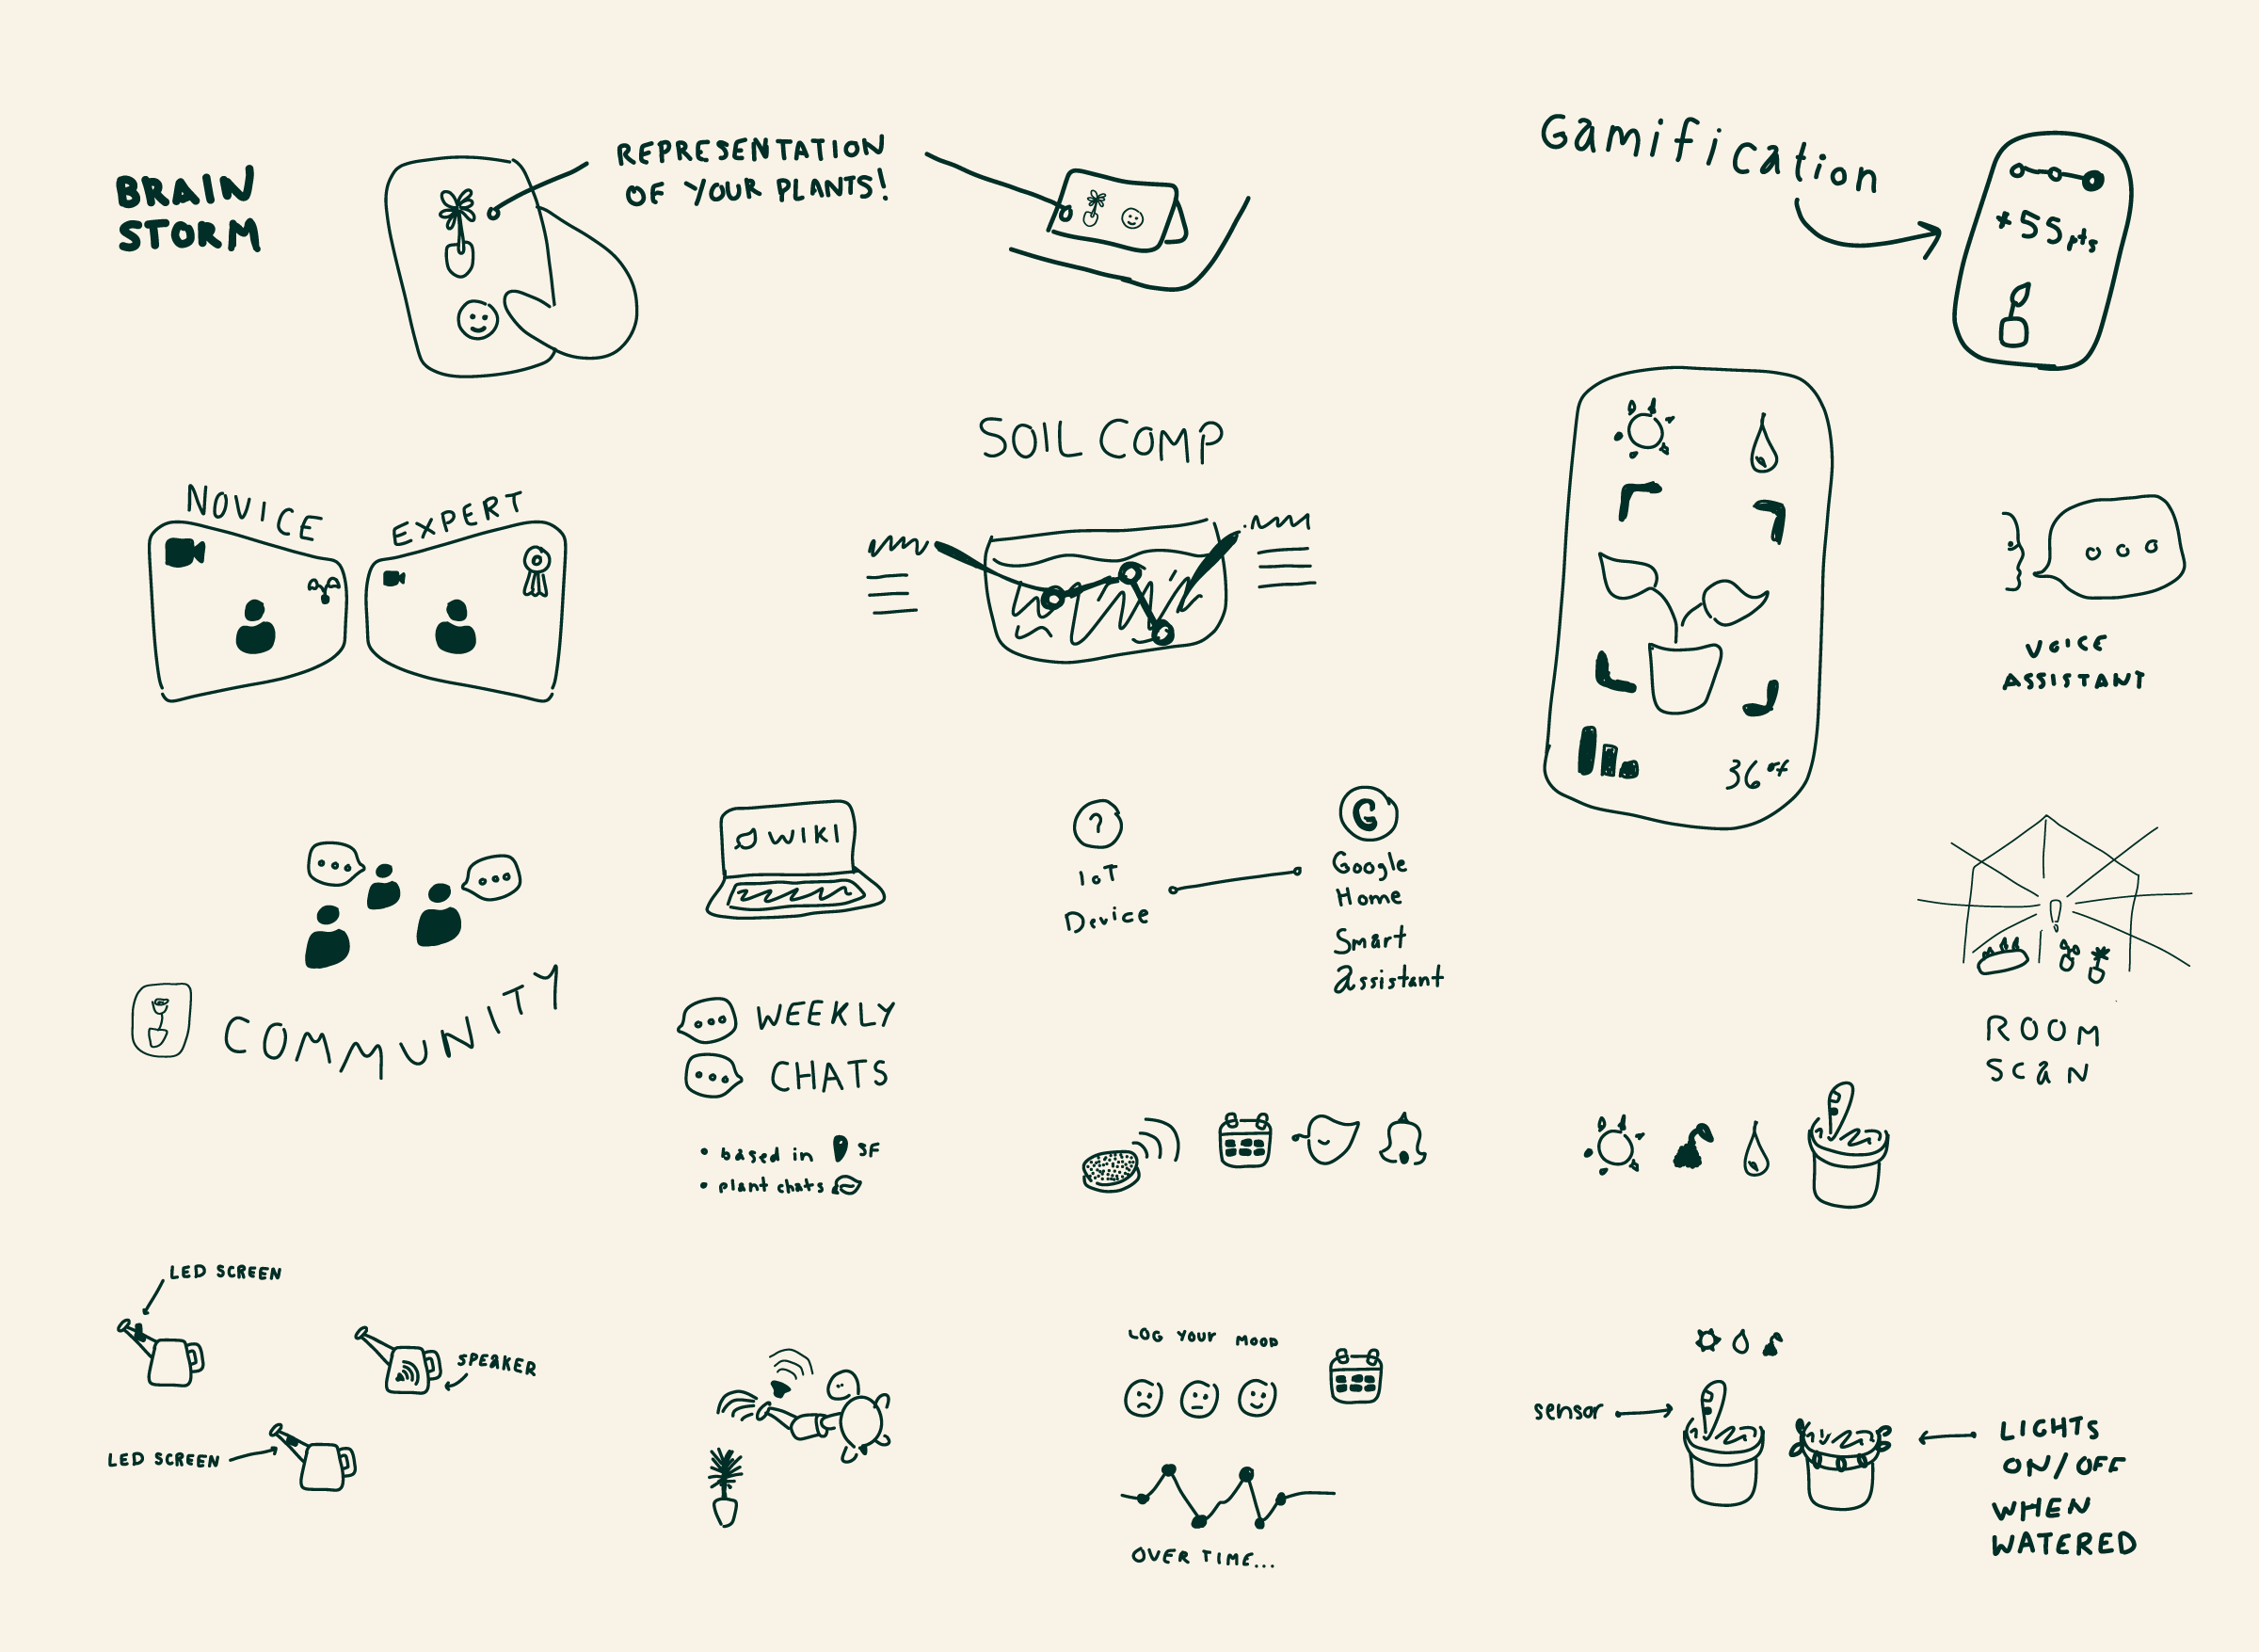 BRAIN
STORM
REPRESENTATION
OF YOUR PLANTS!
Gamification
+55pts
SOIL COMP
NOVICE
EXPERT
36°F
VOICE
ASSISTANT
WIKI
?
IoT
Device
G
Google
Home
Smart
assistant
COMMUNITY
WEEKLY
CHATS
• based in SF
• plant chats
ROOM
SCaN
LED SCREEN
SPEAKER
LED SCREEN
LOG YOUR MOOD
OVER TIME...
sensor
LIGHTS
ON/OFF
WHEN
WATERED